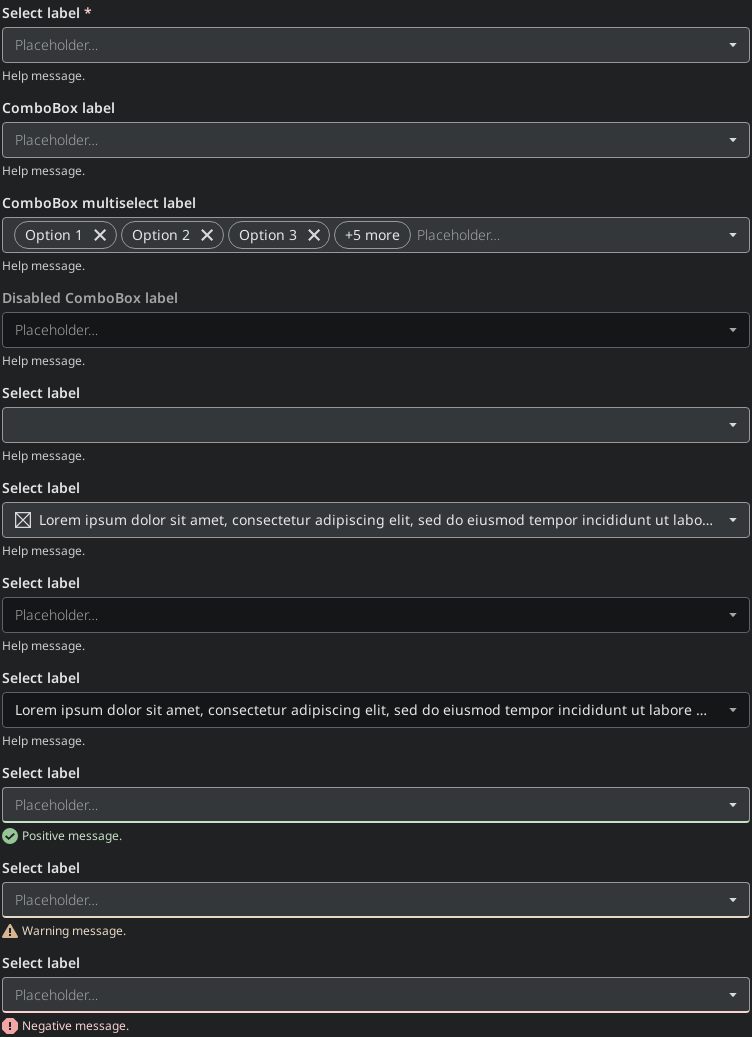 Select label *
Placeholder...
Help message.
ComboBox label
Placeholder...
Help message.
ComboBox multiselect label
Option 1 Option 2 Option 3 +5 more Placeholder...
Help message.
Disabled ComboBox label
Placeholder...
Help message.
Select label
Help message.
Select label
Lorem ipsum dolor sit amet, consectetur adipiscing elit, sed do eiusmod tempor incididunt ut labo...
Help message.
Select label
Placeholder...
Help message.
Select label
Lorem ipsum dolor sit amet, consectetur adipiscing elit, sed do eiusmod tempor incididunt ut labore ...
Help message.
Select label
Placeholder...
Positive message.
Select label
Placeholder...
Warning message.
Select label
Placeholder...
Negative message.